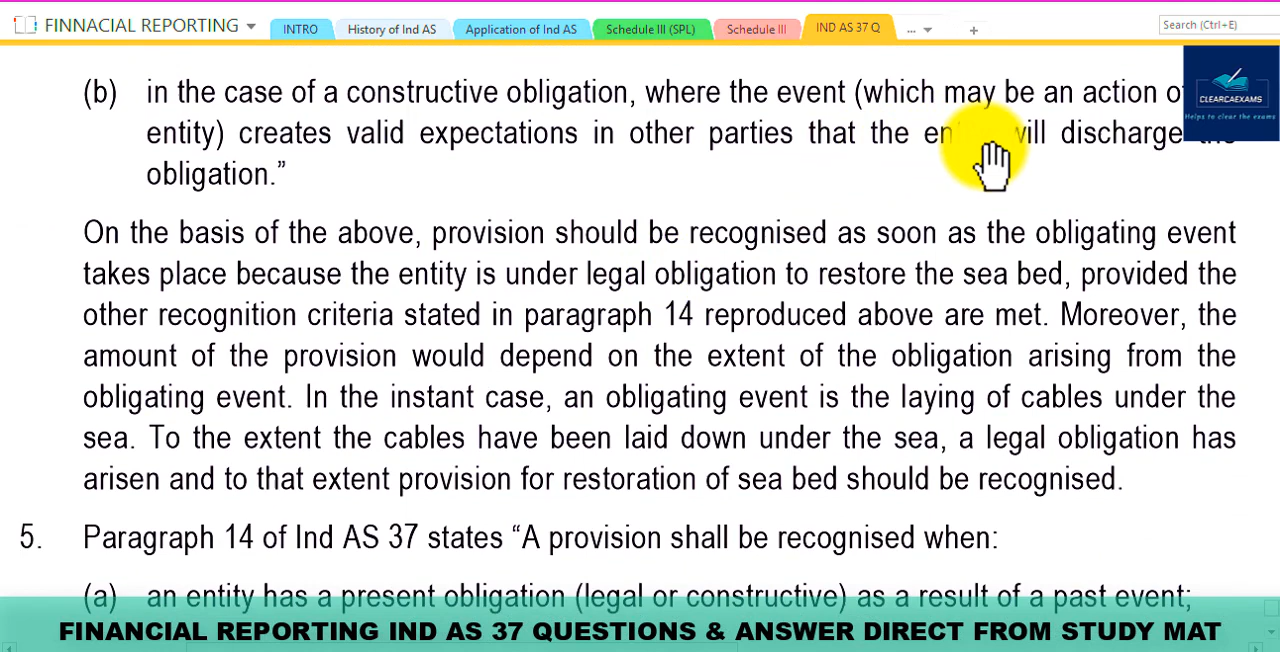 FINNACIAL REPORTING
INTRO
History of Ind AS
Application of Ind AS
Schedule III (SPL)
Schedule III
IND AS 37 Q
...
+
Search (Ctrl+E)
CLEARCAEXAMS
Helps to clear the exams
(b) in the case of a constructive obligation, where the event (which may be an action
entity) creates valid expectations in other parties that the will discharge
obligation.”
On the basis of the above, provision should be recognised as soon as the obligating event
takes place because the entity is under legal obligation to restore the sea bed, provided the
other recognition criteria stated in paragraph 14 reproduced above are met. Moreover, the
amount of the provision would depend on the extent of the obligation arising from the
obligating event. In the instant case, an obligating event is the laying of cables under the
sea. To the extent the cables have been laid down under the sea, a legal obligation has
arisen and to that extent provision for restoration of sea bed should be recognised.
5. Paragraph 14 of Ind AS 37 states “A provision shall be recognised when:
(a) an entity has a present obligation (legal or constructive) as a result of a past event;
FINANCIAL REPORTING IND AS 37 QUESTIONS & ANSWER DIRECT FROM STUDY MAT